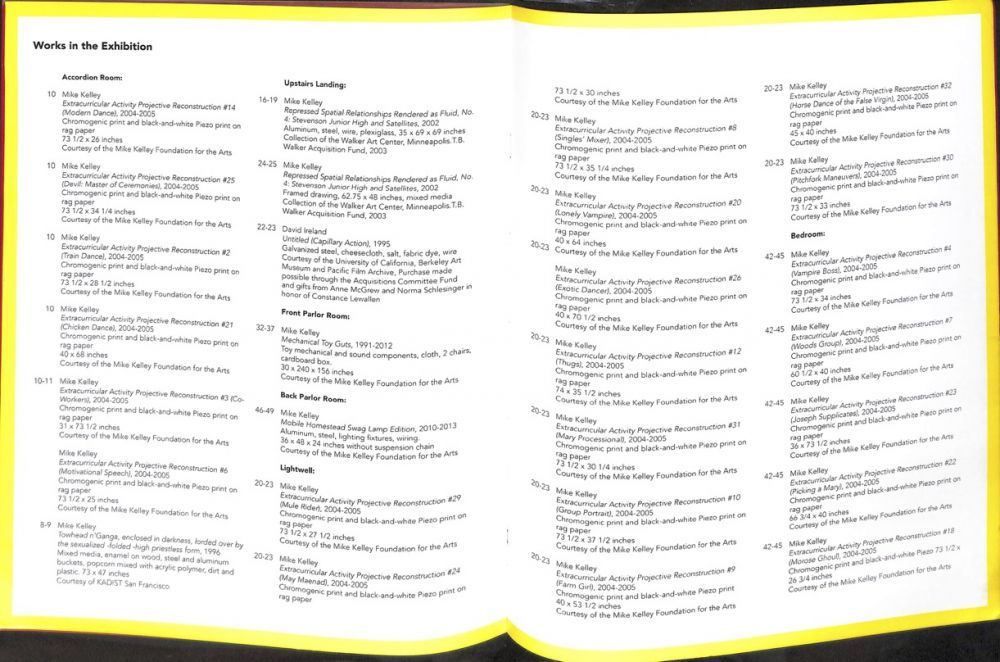 Works in the Exhibition
Accordion Room:
10 Mike Kelley
Extracurricular Activity Projective Reconstruction #14
(Modern Dance), 2004-2005
Chromogenic print and black-and-white Piezo print on
rag paper
73 1/2 x 26 inches
Courtesy of the Mike Kelley Foundation for the Arts
10 Mike Kelley
Extracurricular Activity Projective Reconstruction #25
(Devil: Master of Ceremonies), 2004-2005
Chromogenic print and black-and-white Piezo print on
rag paper
73 1/2 x 34 1/4 inches
Courtesy of the Mike Kelley Foundation for the Arts
10 Mike Kelley
Extracurricular Activity Projective Reconstruction #2
(Train Dance), 2004-2005
Chromogenic print and black-and-white Piezo print on
rag paper
73 1/2 x 28 1/2 inches
Courtesy of the Mike Kelley Foundation for the Arts
10 Mike Kelley
Extracurricular Activity Projective Reconstruction #21
(Chicken Dance), 2004-2005
Chromogenic print and black-and-white Piezo print on
rag paper
40 x 68 inches
Courtesy of the Mike Kelley Foundation for the Arts
10-11 Mike Kelley
Extracurricular Activity Projective Reconstruction #3 (Co-
Workers), 2004-2005
Chromogenic print and black-and-white Piezo print on
rag paper
31 x 73 1/2 inches
Courtesy of the Mike Kelley Foundation for the Arts
Mike Kelley
Extracurricular Activity Projective Reconstruction #6
(Motivational Speech), 2004-2005
Chromogenic print and black-and-white Piezo print on
rag paper
73 1/2 x 25 inches
Courtesy of the Mike Kelley Foundation for the Arts
8-9 Mike Kelley
Towhead n'Ganga, enclosed in darkness, lorded over by
the sexualized -folded -high priestless form, 1996
Mixed media, enamel on wood, steel and aluminum
buckets, popcorn mixed with acrylic polymer, dirt and
plastic. 73 x 47 inches
Courtesy of KADIST San Francisco
Upstairs Landing:
16-19 Mike Kelley
Repressed Spatial Relationships Rendered as Fluid, No.
4: Stevenson Junior High and Satellites, 2002
Aluminum, steel, wire, plexiglass, 35 x 69 x 69 inches
Collection of the Walker Art Center, Minneapolis.T.B.
Walker Acquisition Fund, 2003
24-25 Mike Kelley
Repressed Spatial Relationships Rendered as Fluid, No.
4: Stevenson Junior High and Satellites, 2002
Framed drawing, 62.75 x 48 inches, mixed media
Collection of the Walker Art Center, Minneapolis.T.B.
Walker Acquisition Fund, 2003
22-23 David Ireland
Untitled (Capillary Action), 1995
Galvanized steel, cheesecloth, salt, fabric dye, wire
Courtesy of the University of California, Berkeley Art
Museum and Pacific Film Archive, Purchase made
possible through the Acquisitions Committee Fund
and gifts from Anne McGrew and Norma Schlesinger in
honor of Constance Lewallen
Front Parlor Room:
32-37 Mike Kelley
Mechanical Toy Guts, 1991-2012
Toy mechanical and sound components, cloth, 2 chairs,
cardboard box.
30 x 240 x 156 inches
Courtesy of the Mike Kelley Foundation for the Arts
Back Parlor Room:
46-49 Mike Kelley
Mobile Homestead Swag Lamp Edition, 2010-2013
Aluminum, steel, lighting fixtures, wiring.
36 x 48 x 24 inches without suspension chain
Courtesy of the Mike Kelley Foundation for the Arts
Lightwell:
20-23 Mike Kelley
Extracurricular Activity Projective Reconstruction #29
(Mule Rider), 2004-2005
Chromogenic print and black-and-white Piezo print on
rag paper
73 1/2 x 27 1/2 inches
Courtesy of the Mike Kelley Foundation for the Arts
20-23 Mike Kelley
Extracurricular Activity Projective Reconstruction #24
(May Maenad), 2004-2005
Chromogenic print and black-and-white Piezo print on
rag paper
73 1/2 x 30 inches
Courtesy of the Mike Kelley Foundation for the Arts
20-23 Mike Kelley
Extracurricular Activity Projective Reconstruction #8
(Singles' Mixer), 2004-2005
Chromogenic print and black-and-white Piezo print on
rag paper
73 1/2 x 35 1/4 inches
Courtesy of the Mike Kelley Foundation for the Arts
20-23 Mike Kelley
Extracurricular Activity Projective Reconstruction #20
(Lonely Vampire), 2004-2005
Chromogenic print and black-and-white Piezo print on
rag paper
40 x 64 inches
20-23 Courtesy of the Mike Kelley Foundation for the Arts
Mike Kelley
Extracurricular Activity Projective Reconstruction #26
(Exotic Dancer), 2004-2005
Chromogenic print and black-and-white Piezo print on
rag paper
40 x 70 1/2 inches
Courtesy of the Mike Kelley Foundation for the Arts
20-23 Mike Kelley
Extracurricular Activity Projective Reconstruction #12
(Thugs), 2004-2005
Chromogenic print and black-and-white Piezo print on
rag paper
74 x 35 1/2 inches
Courtesy of the Mike Kelley Foundation for the Arts
20-23 Mike Kelley
Extracurricular Activity Projective Reconstruction #31
(Mary Processional), 2004-2005
Chromogenic print and black-and-white Piezo print on
rag paper
73 1/2 x 30 1/4 inches
Courtesy of the Mike Kelley Foundation for the Arts
20-23 Mike Kelley
Extracurricular Activity Projective Reconstruction #10
(Group Portrait), 2004-2005
Chromogenic print and black-and-white Piezo print on
rag paper
73 1/2 x 37 1/2 inches
Courtesy of the Mike Kelley Foundation for the Arts
20-23 Mike Kelley
Extracurricular Activity Projective Reconstruction #9
(Farm Girl), 2004-2005
Chromogenic print and black-and-white Piezo print
40 x 53 1/2 inches
Courtesy of the Mike Kelley Foundation for the Arts
20-23 Mike Kelley
Extracurricular Activity Projective Reconstruction #32
(Horse Dance of the False Virgin), 2004-2005
Chromogenic print and black-and-white Piezo print on
rag paper
45 x 40 inches
Courtesy of the Mike Kelley Foundation for the Arts
20-23 Mike Kelley
Extracurricular Activity Projective Reconstruction #30
(Pitchfork Maneuvers), 2004-2005
Chromogenic print and black-and-white Piezo print on
rag paper
73 1/2 x 33 inches
Courtesy of the Mike Kelley Foundation for the Arts
Bedroom:
42-45 Mike Kelley
Extracurricular Activity Projective Reconstruction #4
(Vampire Boss), 2004-2005
Chromogenic print and black-and-white Piezo print on
rag paper
73 1/2 x 34 inches
Courtesy of the Mike Kelley Foundation for the Arts
42-45 Mike Kelley
Extracurricular Activity Projective Reconstruction #7
(Woods Group), 2004-2005
Chromogenic print and black-and-white Piezo print on
rag paper
60 1/2 x 40 inches
Courtesy of the Mike Kelley Foundation for the Arts
42-45 Mike Kelley
Extracurricular Activity Projective Reconstruction #23
(Joseph Supplicates), 2004-2005
Chromogenic print and black-and-white Piezo print on
rag paper
36 x 73 1/2 inches
Courtesy of the Mike Kelley Foundation for the Arts
42-45 Mike Kelley
Extracurricular Activity Projective Reconstruction #22
(Picking a Mary), 2004-2005
Chromogenic print and black-and-white Piezo print on
rag paper
66 3/4 x 40 inches
Courtesy of the Mike Kelley Foundation for the Arts
42-45 Mike Kelley
Extracurricular Activity Projective Reconstruction #18
(Morose Ghoul), 2004-2005
Chromogenic print and black-and-white Piezo 73 1/2 x
26 3/4 inches
Courtesy of the Mike Kelley Foundation for the Arts